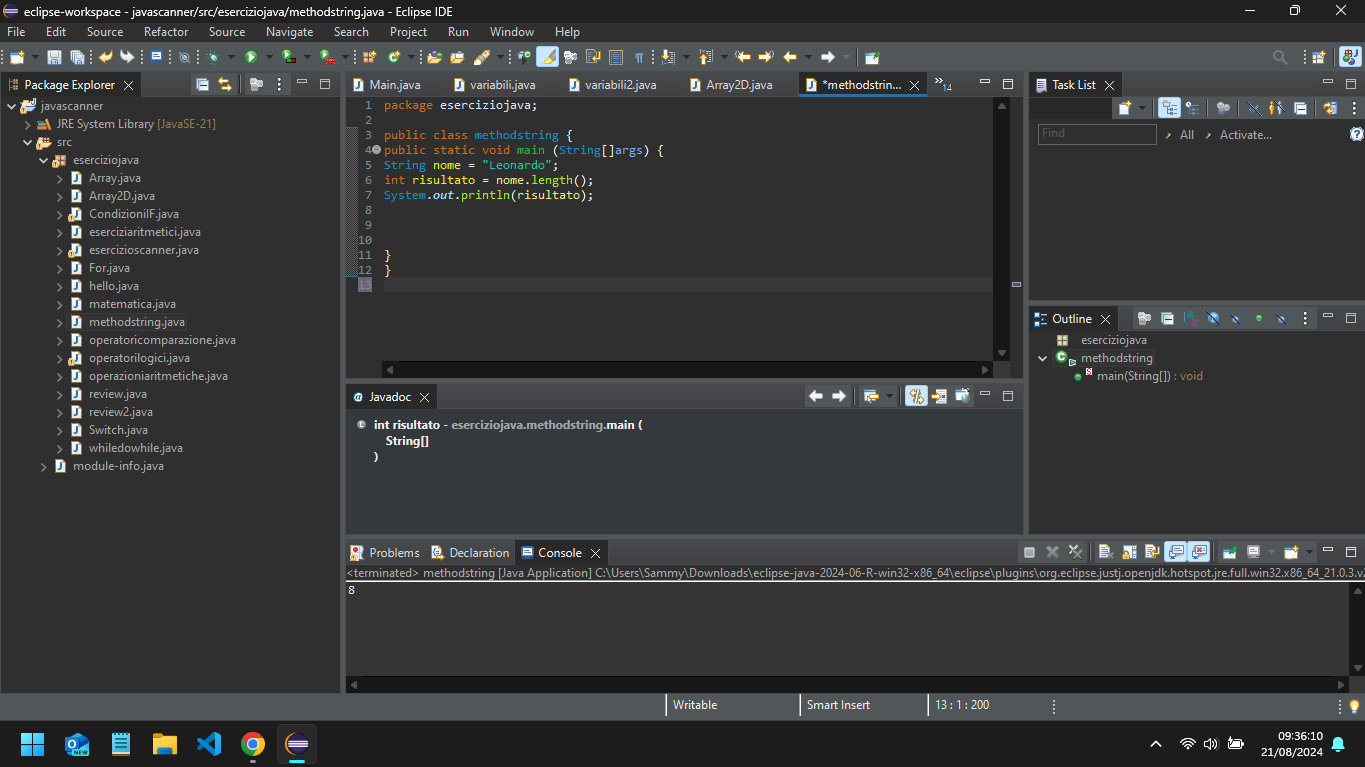 eclipse-workspace - javascanner/src/eserciziojava/methodstring.java - Eclipse IDE
File Edit Source Refactor Source Navigate Search Project Run Window Help
Package Explorer
javascanner
JRE System Library [JavaSE-21]
src
eserciziojava
Array.java
Array2D.java
CondizioniIF.java
eserciziaritmetici.java
esercizioscanner.java
For.java
hello.java
matematica.java
methodstring.java
operatoricomparazione.java
operatorilogici.java
operazioniaritmetiche.java
review.java
review2.java
Switch.java
whiledowhile.java
module-info.java
Main.java variabili.java variabili2.java Array2D.java *methodstrin... »14
1 package eserciziojava;
2
3 public class methodstring {
4 public static void main (String[]args) {
5 String nome = "Leonardo";
6 int risultato = nome.length();
7 System.out.println(risultato);
8
9
10
11 }
12 }
13
Javadoc
int risultato - eserciziojava.methodstring.main (
String[]
)
Task List
Find All Activate...
Outline
eserciziojava
methodstring
main(String[]) : void
Problems Declaration Console
<terminated> methodstring [Java Application] C:\Users\Sammy\Downloads\eclipse-java-2024-06-R-win32-x86_64\eclipse\plugins\org.eclipse.justj.openjdk.hotspot.jre.full.win32.x86_64_21.0.3.v2
8
Writable Smart Insert 13 : 1 : 200
NEW
09:36:10
21/08/2024